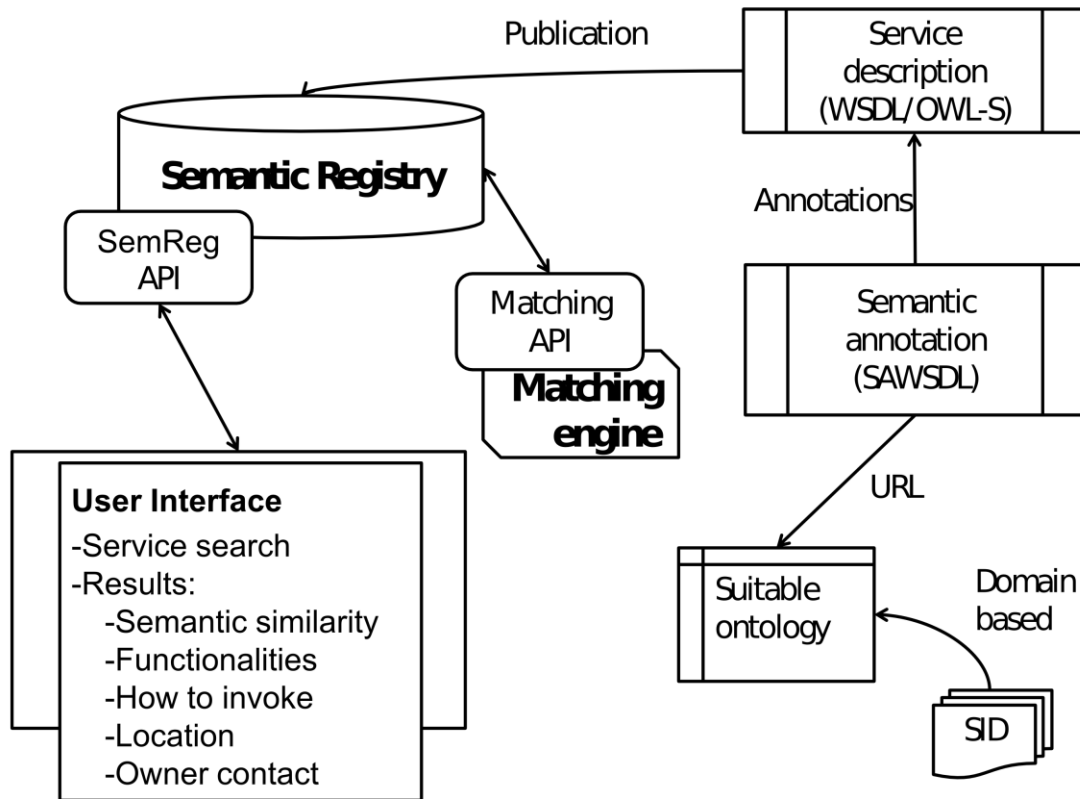 Publication
Service
description
(WSDL/OWL-S)
Semantic Registry
Annotations
SemReg
API
Matching
API
Semantic
annotation
(SAWSDL)
Matching
engine
URL
User Interface
-Service search
-Results:
-Semantic similarity
-Functionalities
-How to invoke
-Location
-Owner contact
Suitable
ontology
Domain
based
SID